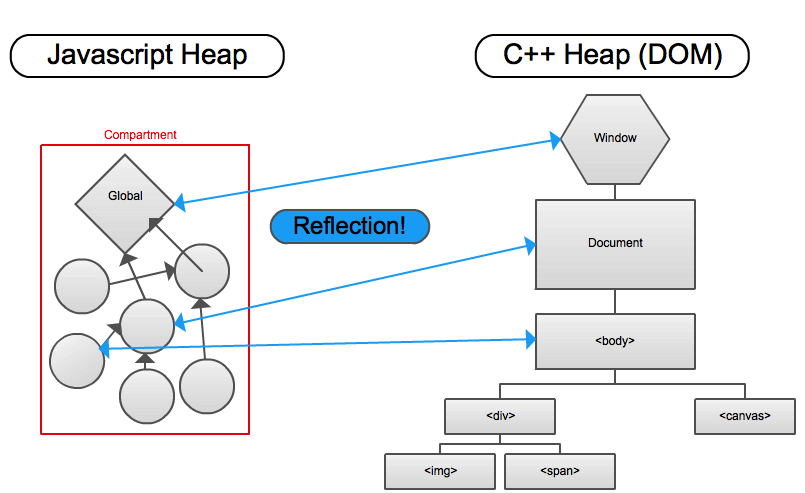 Javascript Heap
C++ Heap (DOM)
Compartment
Global
Window
Reflection!
Document
<body>
<div>
<canvas>
<img>
<span>